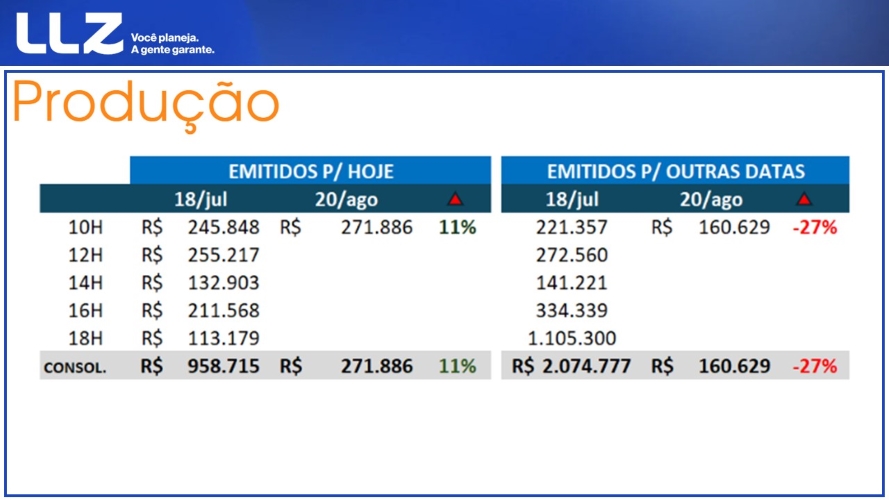 LLZ Você planeja.
A gente garante.
Produção
EMITIDOS P/ HOJE EMITIDOS P/ OUTRAS DATAS
18/jul 20/ago 18/jul 20/ago
10H R$ 245.848 R$ 271.886 11% 221.357 R$ 160.629 -27%
12H R$ 255.217 272.560
14H R$ 132.903 141.221
16H R$ 211.568 334.339
18H R$ 113.179 1.105.300
CONSOL. R$ 958.715 R$ 271.886 11% R$ 2.074.777 R$ 160.629 -27%